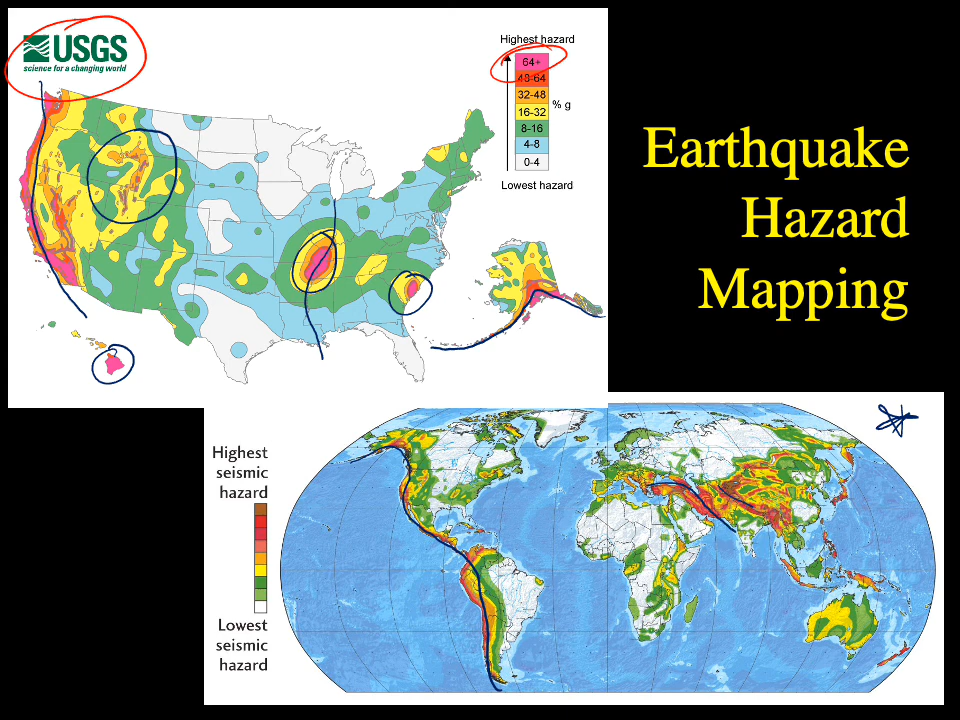 USGS
science for a changing world
Highest hazard
64+
48-64
32-48
16-32
8-16
4-8
0-4
% g
Lowest hazard
Earthquake
Hazard
Mapping
Highest
seismic
hazard
Lowest
seismic
hazard